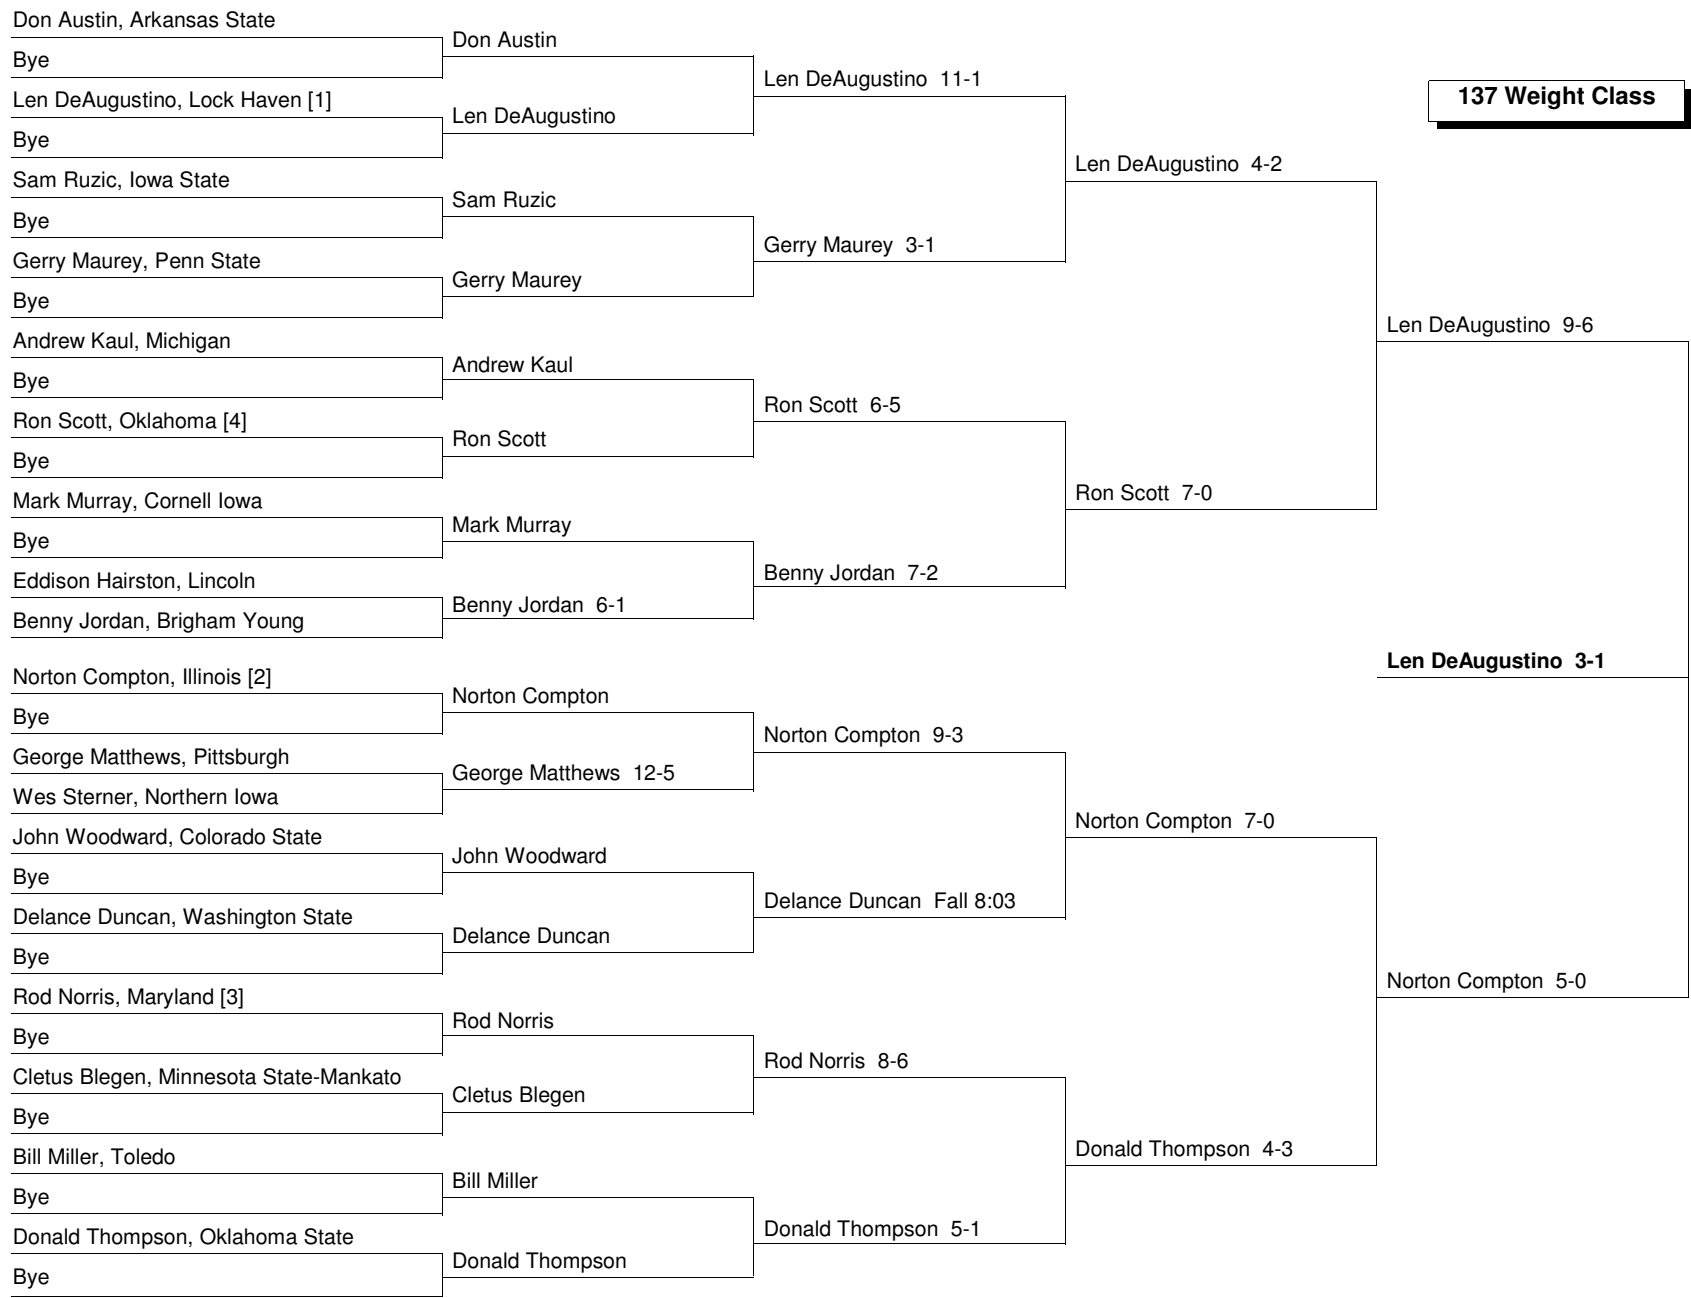 Don Austin, Arkansas State
Bye
Len DeAugustino, Lock Haven [1]
Bye
Sam Ruzic, Iowa State
Bye
Gerry Maurey, Penn State
Bye
Andrew Kaul, Michigan
Bye
Ron Scott, Oklahoma [4]
Bye
Mark Murray, Cornell Iowa
Bye
Eddison Hairston, Lincoln
Benny Jordan, Brigham Young
Norton Compton, Illinois [2]
Bye
George Matthews, Pittsburgh
Wes Sterner, Northern Iowa
John Woodward, Colorado State
Bye
Delance Duncan, Washington State
Bye
Rod Norris, Maryland [3]
Bye
Cletus Blegen, Minnesota State-Mankato
Bye
Bill Miller, Toledo
Bye
Donald Thompson, Oklahoma State
Bye
Don Austin
Len DeAugustino
Sam Ruzic
Gerry Maurey
Andrew Kaul
Ron Scott
Mark Murray
Benny Jordan 6-1
Norton Compton
George Matthews 12-5
John Woodward
Delance Duncan
Rod Norris
Cletus Blegen
Bill Miller
Donald Thompson
Len DeAugustino 11-1
Gerry Maurey 3-1
Ron Scott 6-5
Benny Jordan 7-2
Norton Compton 9-3
Delance Duncan Fall 8:03
Rod Norris 8-6
Donald Thompson 5-1
Len DeAugustino 4-2
Ron Scott 7-0
Norton Compton 7-0
Donald Thompson 4-3
137 Weight Class
Len DeAugustino 9-6
Len DeAugustino 3-1
Norton Compton 5-0